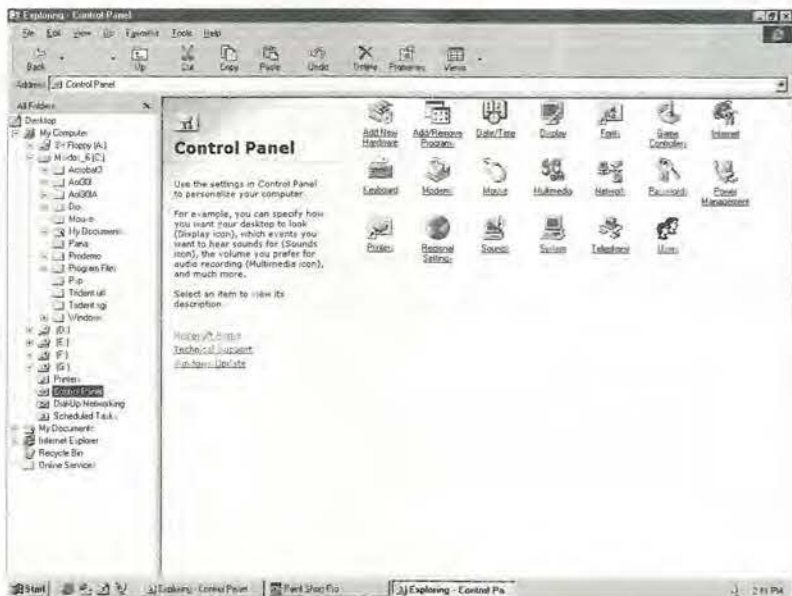 Exploring - Control Panel
File Edit View Go Favorites Tools Help
Back Up Cut Copy Paste Undo Delete Properties Views
Address Control Panel
All Folders
Desktop
My Computer
3½ Floppy (A:)
(C:)
Acrobat3
Program Files
My Documents
Windows
(D:)
(E:)
(F:)
(G:)
Printers
Control Panel
Dial-Up Networking
Scheduled Tasks
My Documents
Internet Explorer
Recycle Bin
Online Services
Control Panel
Use the settings in Control Panel
to personalize your computer.
For example, you can specify how
you want your desktop to look
(Display icon), which events you
want to hear sounds for (Sounds
icon), the volume you prefer for
audio recording (Multimedia icon),
and much more.
Select an item to view its
description.
Microsoft Home
Technical Support
Windows Update
Add New Hardware
Add/Remove Programs
Date/Time
Display
Fonts
Game Controllers
Internet
Keyboard
Modems
Mouse
Multimedia
Network
Passwords
Power Management
Printers
Regional Settings
Sounds
System
Telephony
Users
Start
Exploring - Control Panel
Paint Shop Pro
Exploring - Control Pa...
2:41 PM